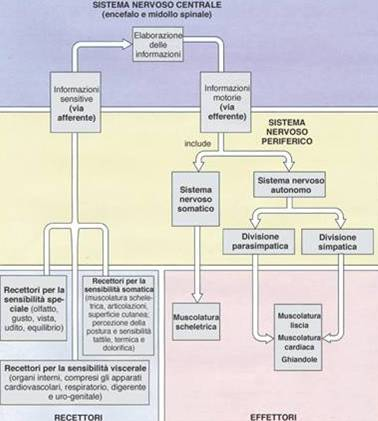 SISTEMA NERVOSO CENTRALE
(encefalo e midollo spinale)
Elaborazione
delle
informazioni
Informazioni
sensitive
(via
afferente)
Informazioni
motorie
(via
efferente)
SISTEMA
NERVOSO
PERIFERICO
include
Sistema
nervoso
somatico
Sistema nervoso
autonomo
Divisione
parasimpatica
Divisione
simpatica
Recettori per la
sensibilità spe-
ciale (olfatto,
gusto, vista,
udito, equilibrio)
Recettori per la
sensibilità somatica
(muscolatura schele-
trica, articolazioni,
superficie cutanea;
percezione della
postura e sensibilità
tattile, termica e
dolorifica)
Muscolatura
scheletrica
Muscolatura
liscia
Muscolatura
cardiaca
Ghiandole
Recettori per la sensibilità viscerale
(organi interni, compresi gli apparati
cardiovascolari, respiratorio, digerente
e uro-genitale)
RECETTORI
EFFETTORI